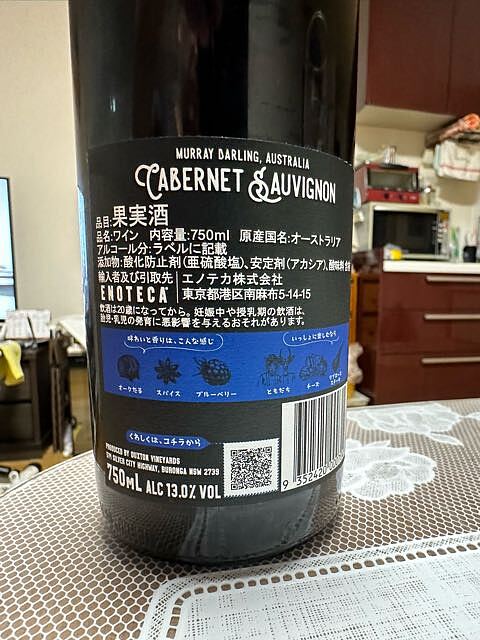 MURRAY DARLING, AUSTRALIA
CABERNET SAUVIGNON
品目:果実酒
品名:ワイン 内容量:750ml 原産国名:オーストラリア
アルコール分:ラベルに記載
添加物:酸化防止剤(亜硫酸塩)、安定剤(アカシア)、酸味料
輸入者及び引取先 エノテカ株式会社
ENOTECA 東京都港区南麻布5-14-15
飲酒は20歳になってから。妊娠中や授乳期の飲酒は、
胎児・乳児の発育に悪影響を与えるおそれがあります。
味わいと香りは、こんな感じ
いっしょに楽しむなら
オークだる スパイス ブルーベリー ともだち チーズ
くわしくは、コチラから
PRODUCED BY DUXTON VINEYARDS
SILVER CITY HIGHWAY, BURONGA NSW 2739
750mL ALC 13.0% VOL